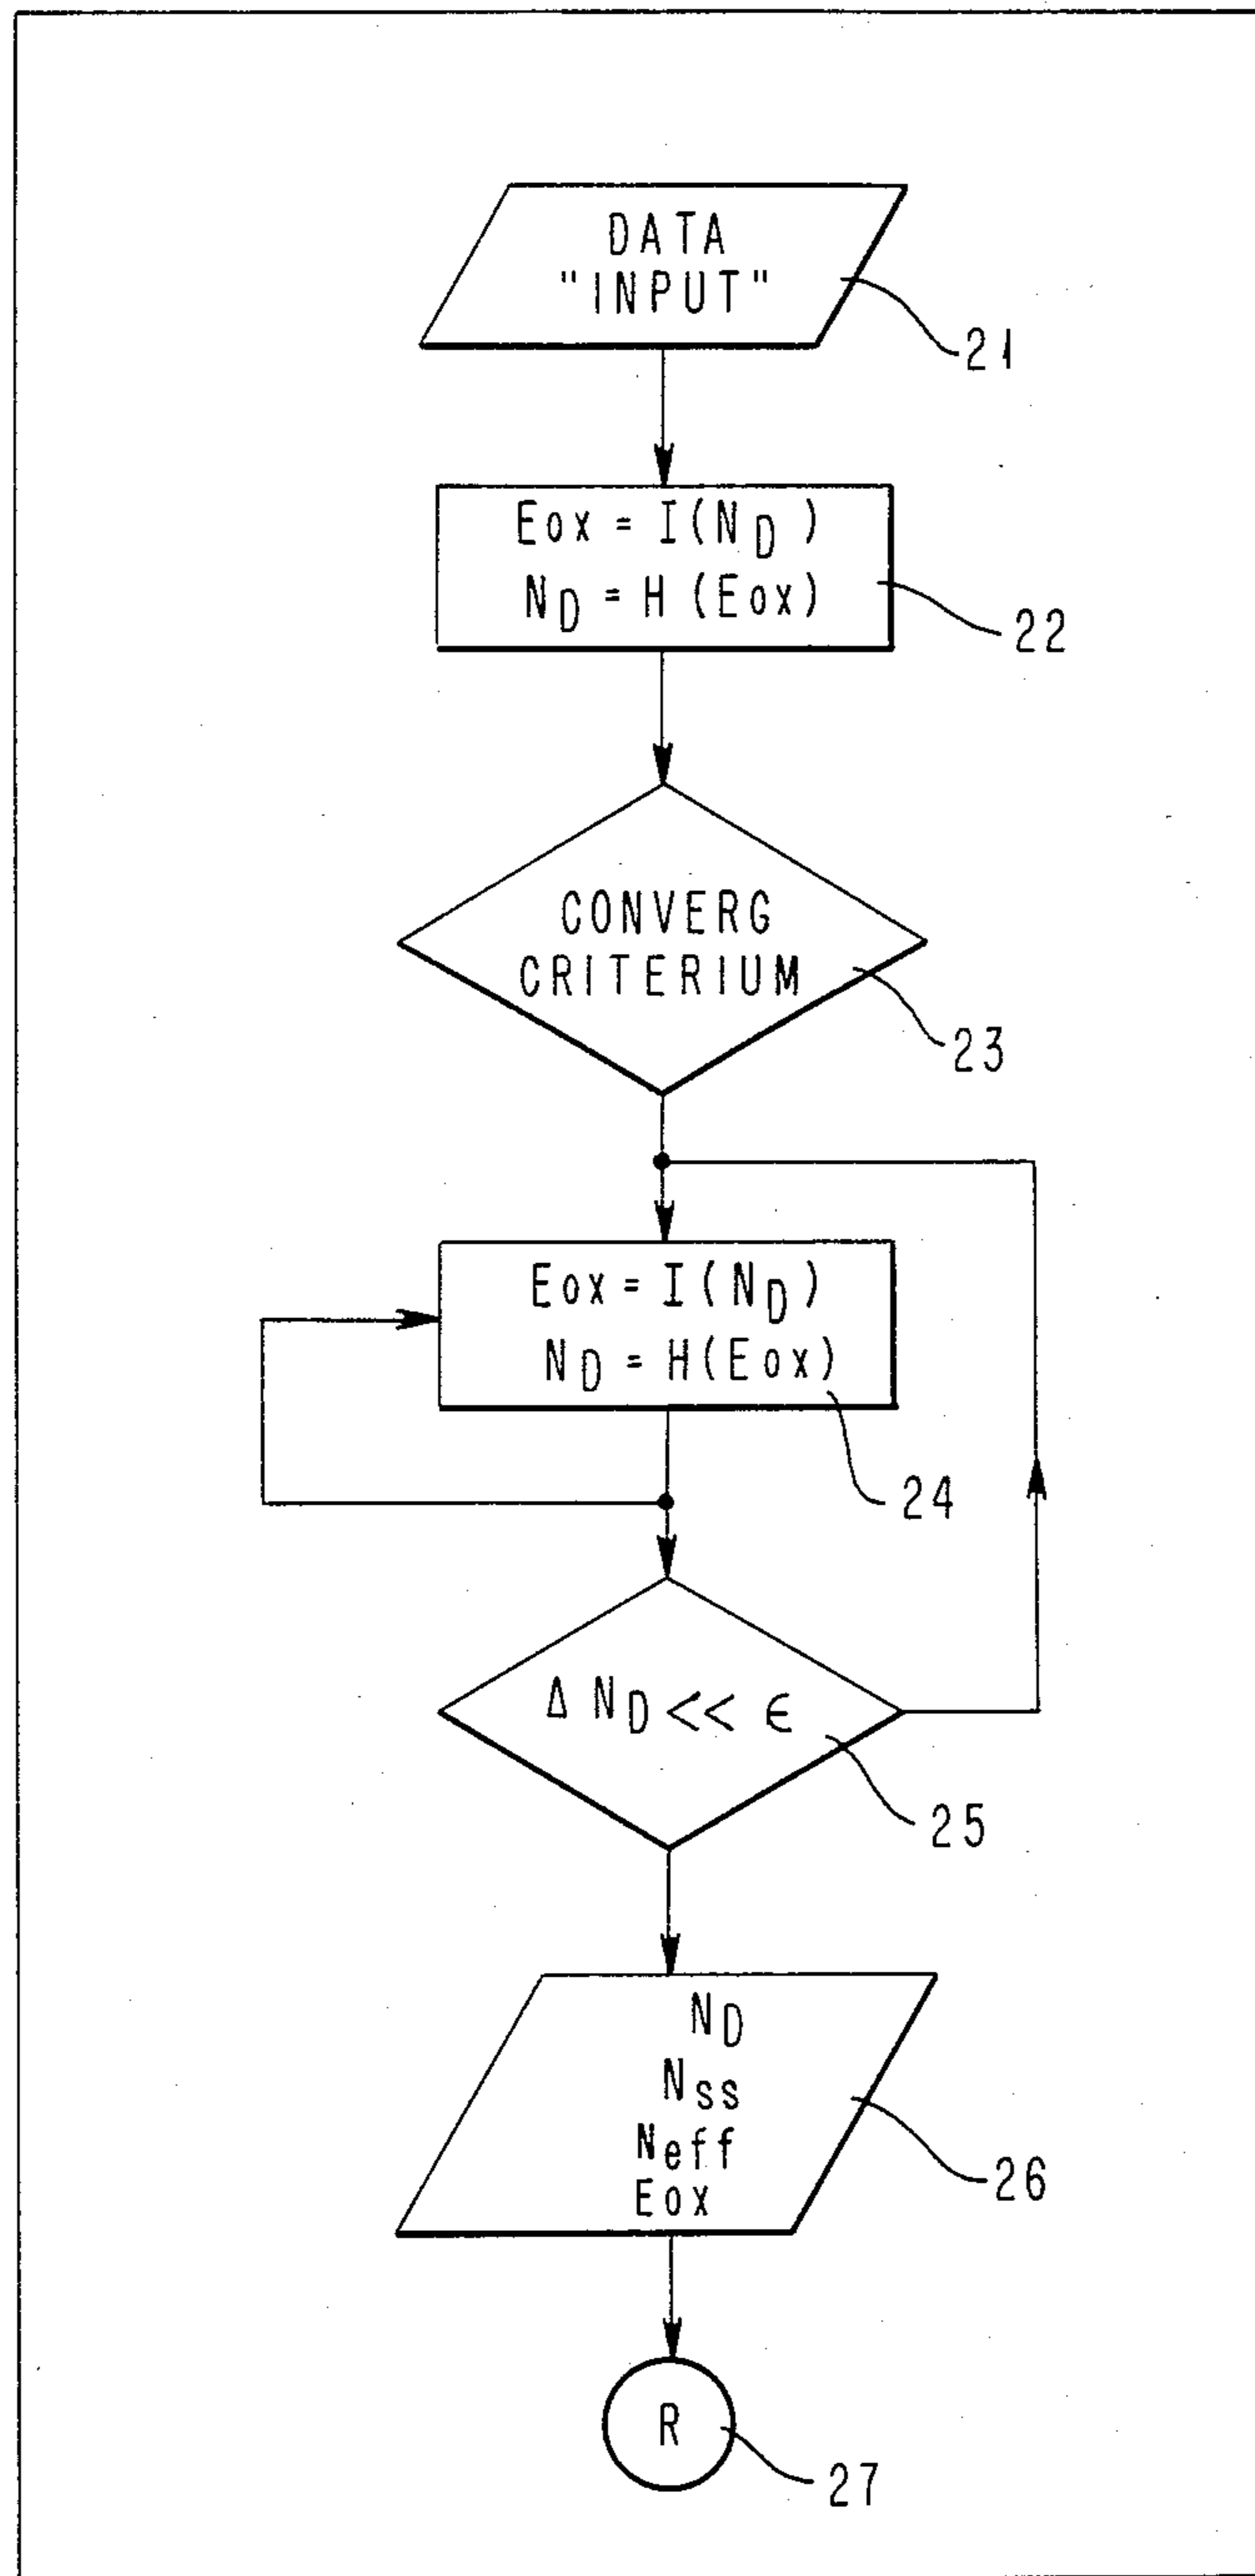 DATA
"INPUT"
21
Eox = I(ND)
ND = H (Eox)
22
CONVERG
CRITERIUM
23
Eox = I(ND)
ND = H(Eox)
24
Δ ND << ϵ
25
ND
Nss
Neff
Eox
26
R
27